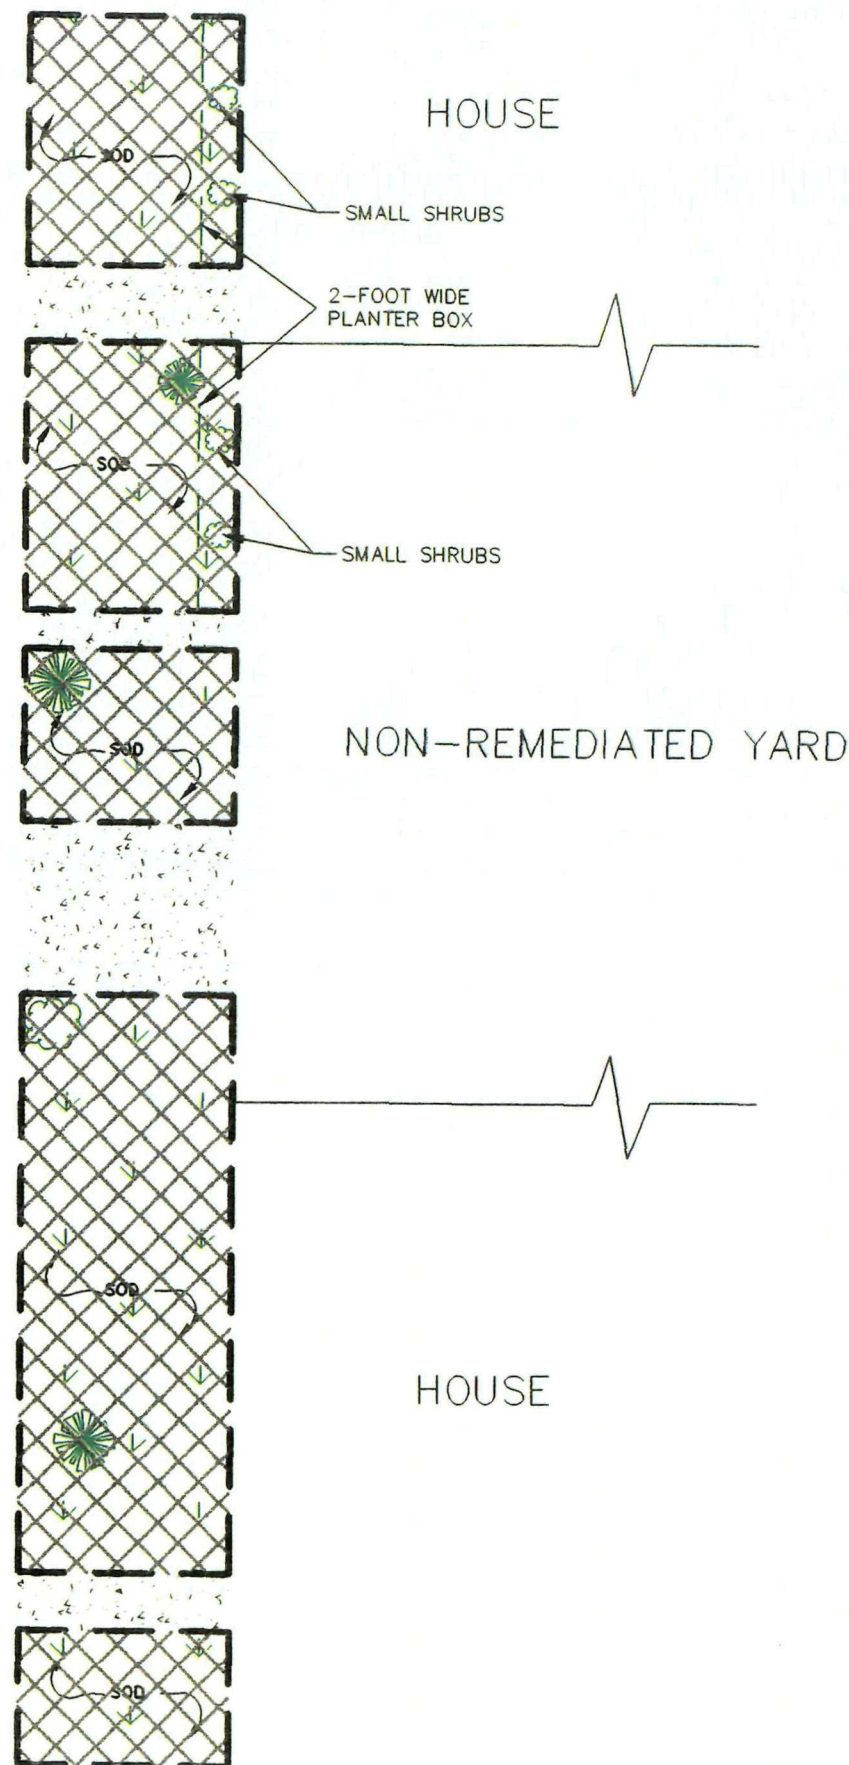 HOUSE
SOD
SMALL SHRUBS
2-FOOT WIDE
PLANTER BOX
SOD
SMALL SHRUBS
SOD
NON-REMEDIATED YARD
SOD
HOUSE
SOD